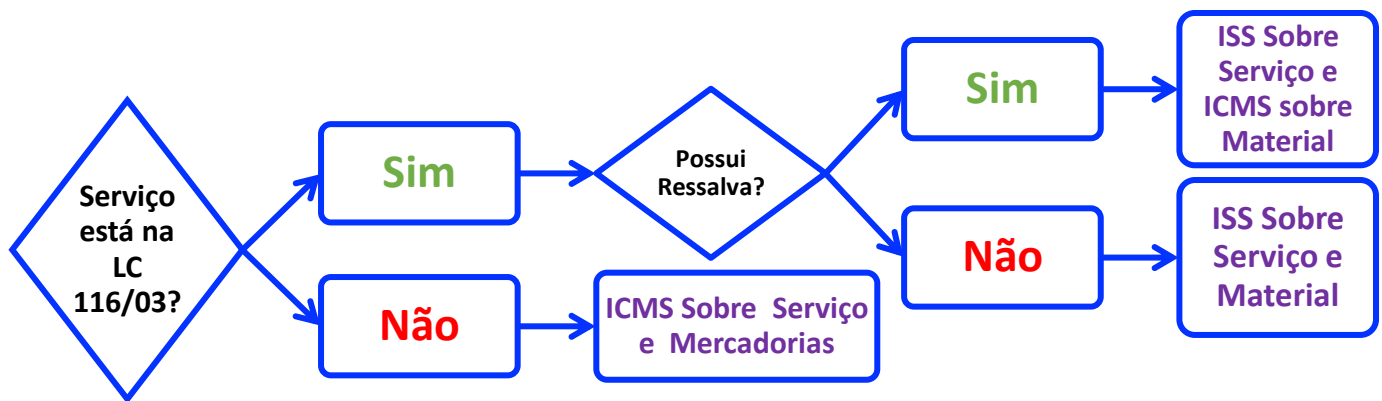 Serviço
está na
LC
116/03?
Sim
Não
Possui
Ressalva?
ICMS Sobre Serviço
e Mercadorias
Sim
Não
ISS Sobre
Serviço e
ICMS sobre
Material
ISS Sobre
Serviço e
Material